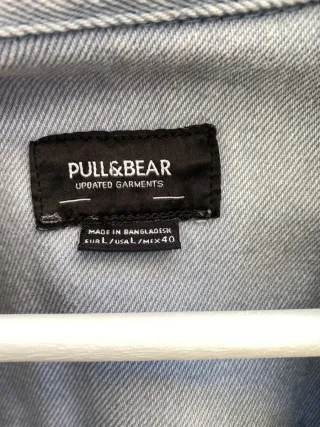 PULL&BEAR
UPDATED GARMENTS
MADE IN BANGLADESH
EUR L / USA L / MEX 40